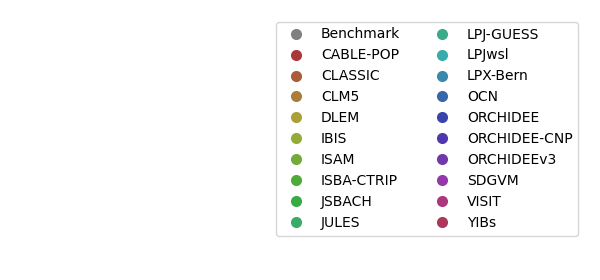 Benchmark
CABLE-POP
CLASSIC
CLM5
DLEM
IBIS
ISAM
ISBA-CTRIP
JSBACH
JULES
LPJ-GUESS
LPJwsl
LPX-Bern
OCN
ORCHIDEE
ORCHIDEE-CNP
ORCHIDEEv3
SDGVM
VISIT
YIBs